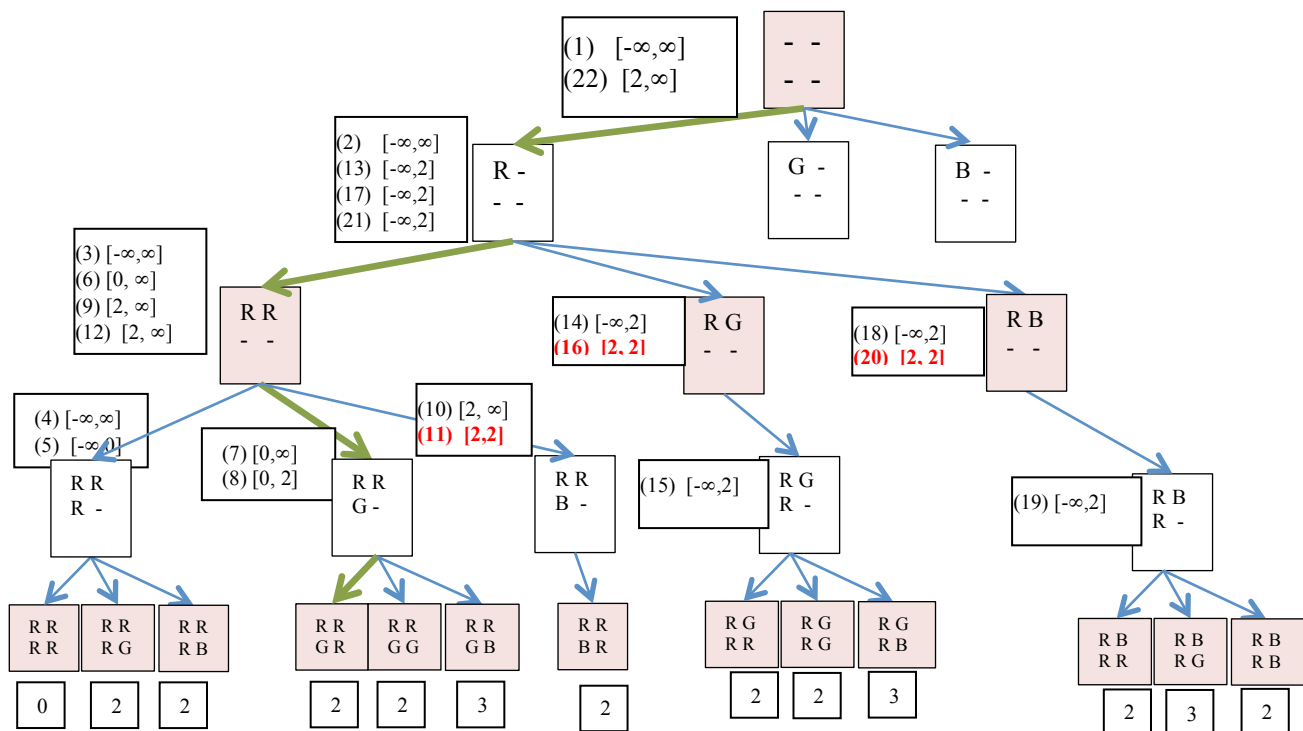 (1) [-∞,∞]
(22) [2,∞]
- -
- -
(2) [-∞,∞]
(13) [-∞,2]
(17) [-∞,2]
(21) [-∞,2]
R -
- -
G -
- -
B -
- -
(3) [-∞,∞]
(6) [0, ∞]
(9) [2, ∞]
(12) [2, ∞]
R R
- -
(14) [-∞,2]
(16) [2, 2]
R G
- -
(18) [-∞,2]
(20) [2, 2]
R B
- -
(4) [-∞,∞]
(5) [-∞,0]
R R
R -
(7) [0,∞]
(8) [0, 2]
R R
G -
(10) [2, ∞]
(11) [2,2]
R R
B -
(15) [-∞,2]
R G
R -
(19) [-∞,2]
R B
R -
R R
R R
R R
R G
R R
R B
R R
G R
R R
G G
R R
G B
R R
B R
R G
R R
R G
R G
R G
R B
R B
R R
R B
R G
R B
R B
0
2
2
2
2
3
2
2
2
3
2
3
2